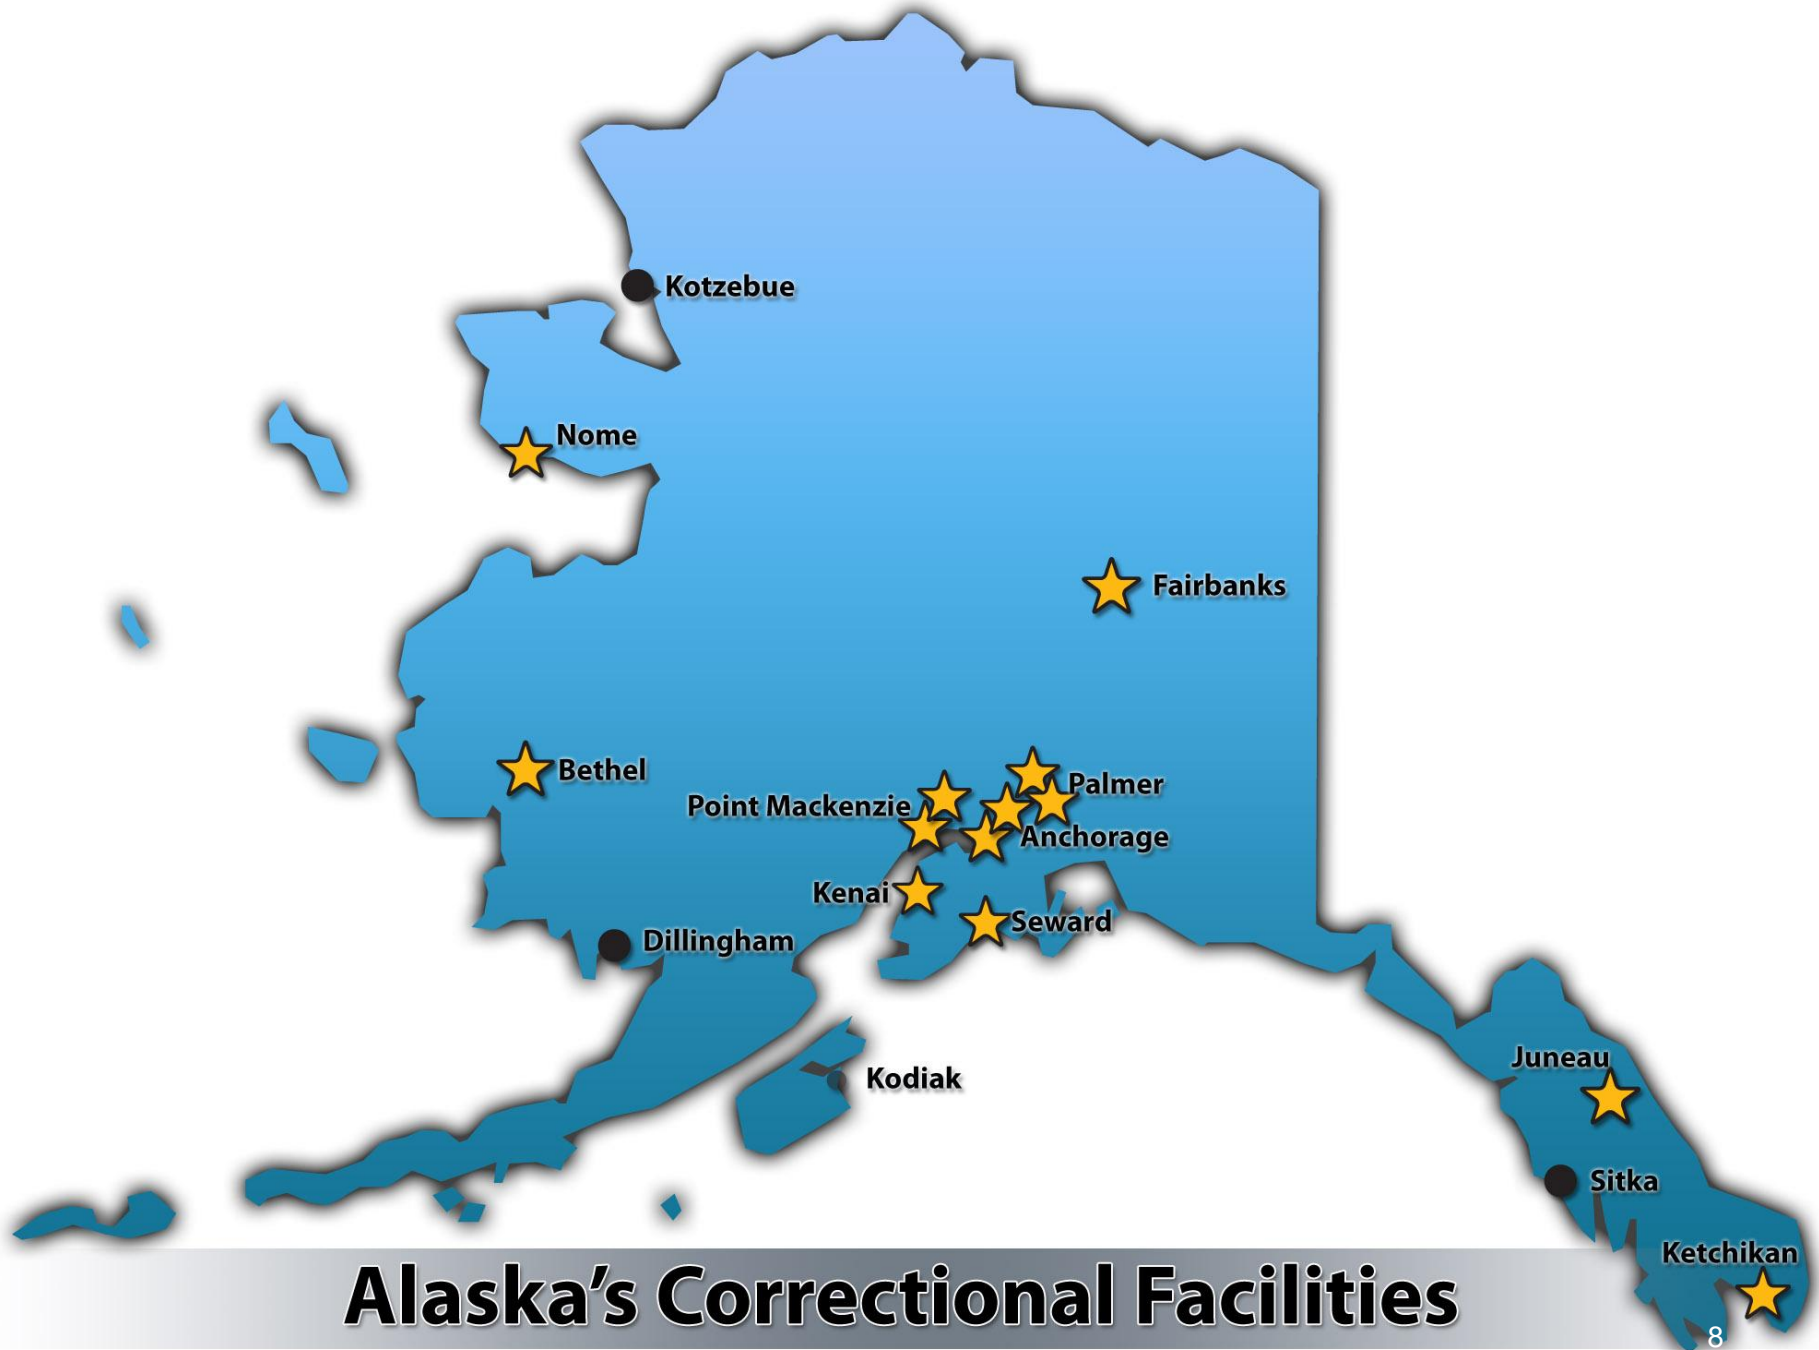 Kotzebue
Nome
Fairbanks
Bethel
Palmer
Point Mackenzie
Anchorage
Kenai
Seward
Dillingham
Juneau
Kodiak
Sitka
Ketchikan
Alaska’s Correctional Facilities
8